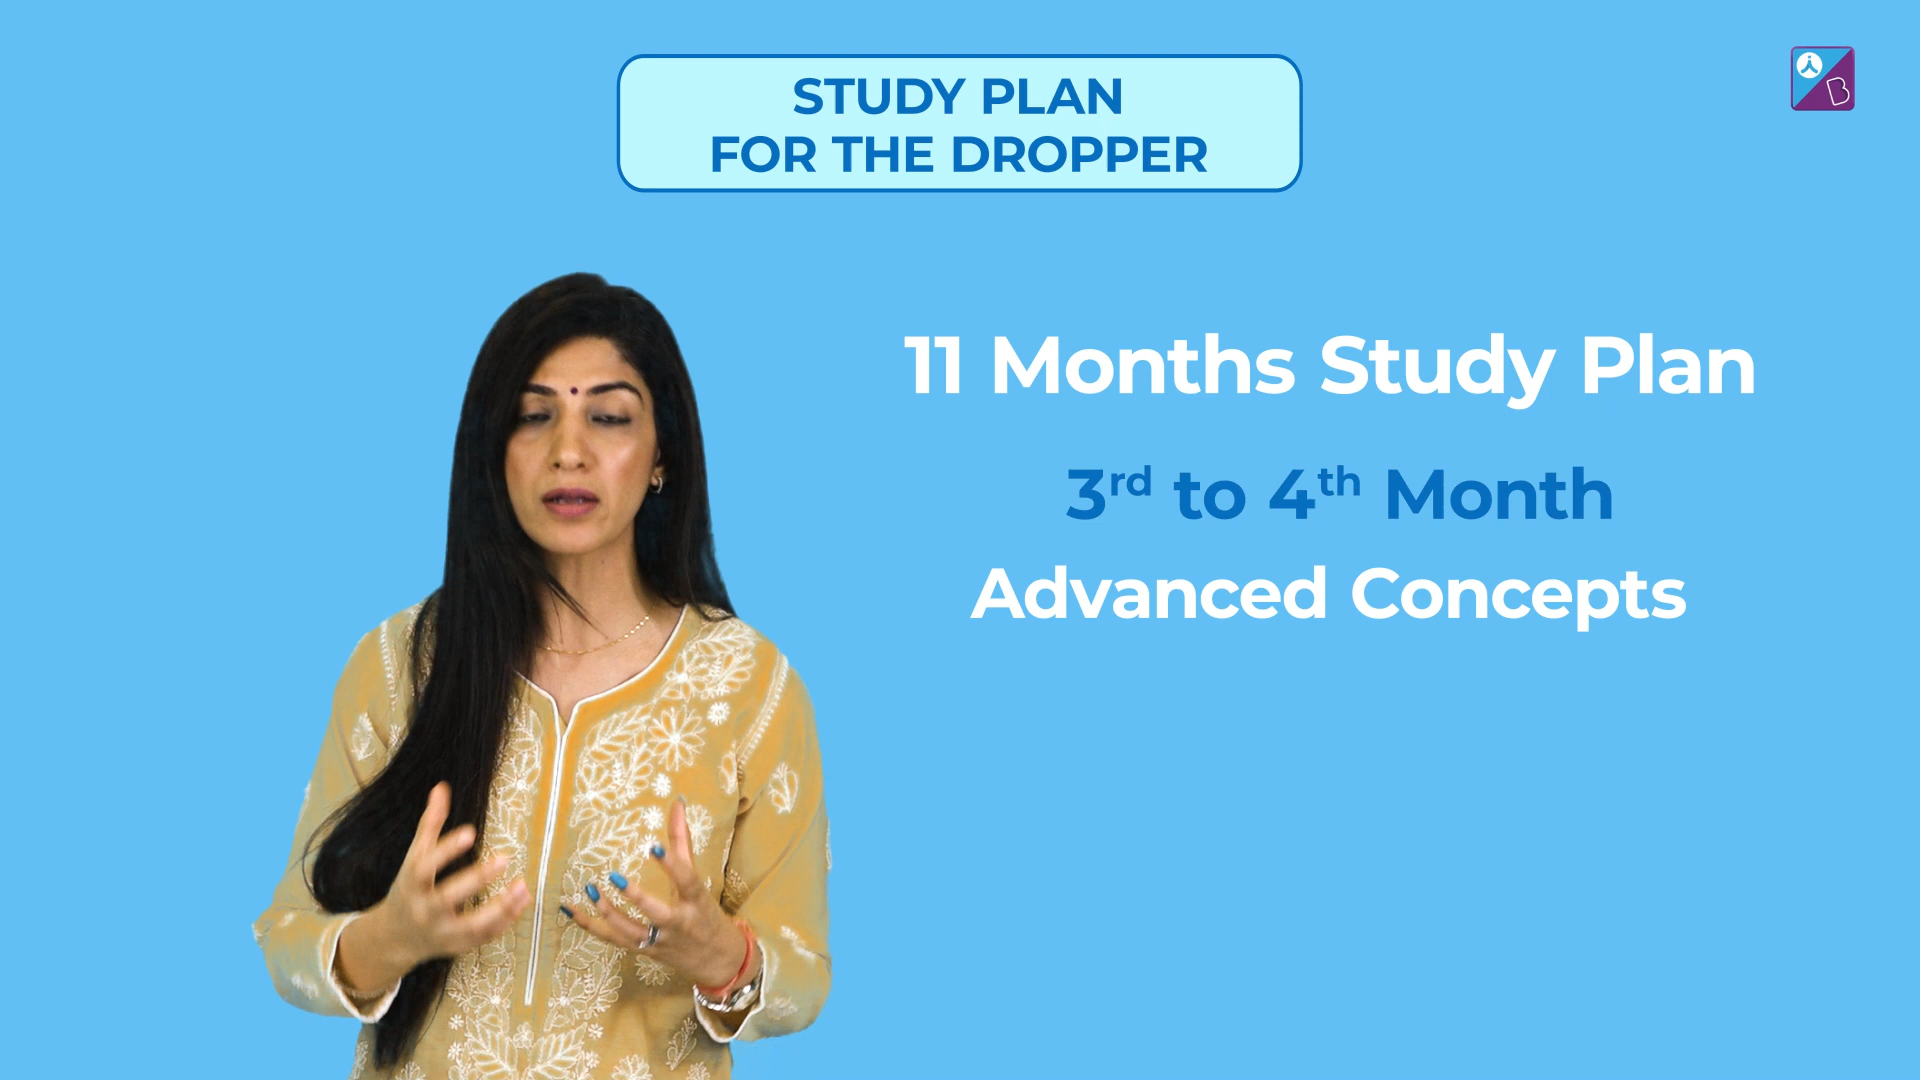 STUDY PLAN
FOR THE DROPPER
11 Months Study Plan
3rd to 4th Month
Advanced Concepts
B